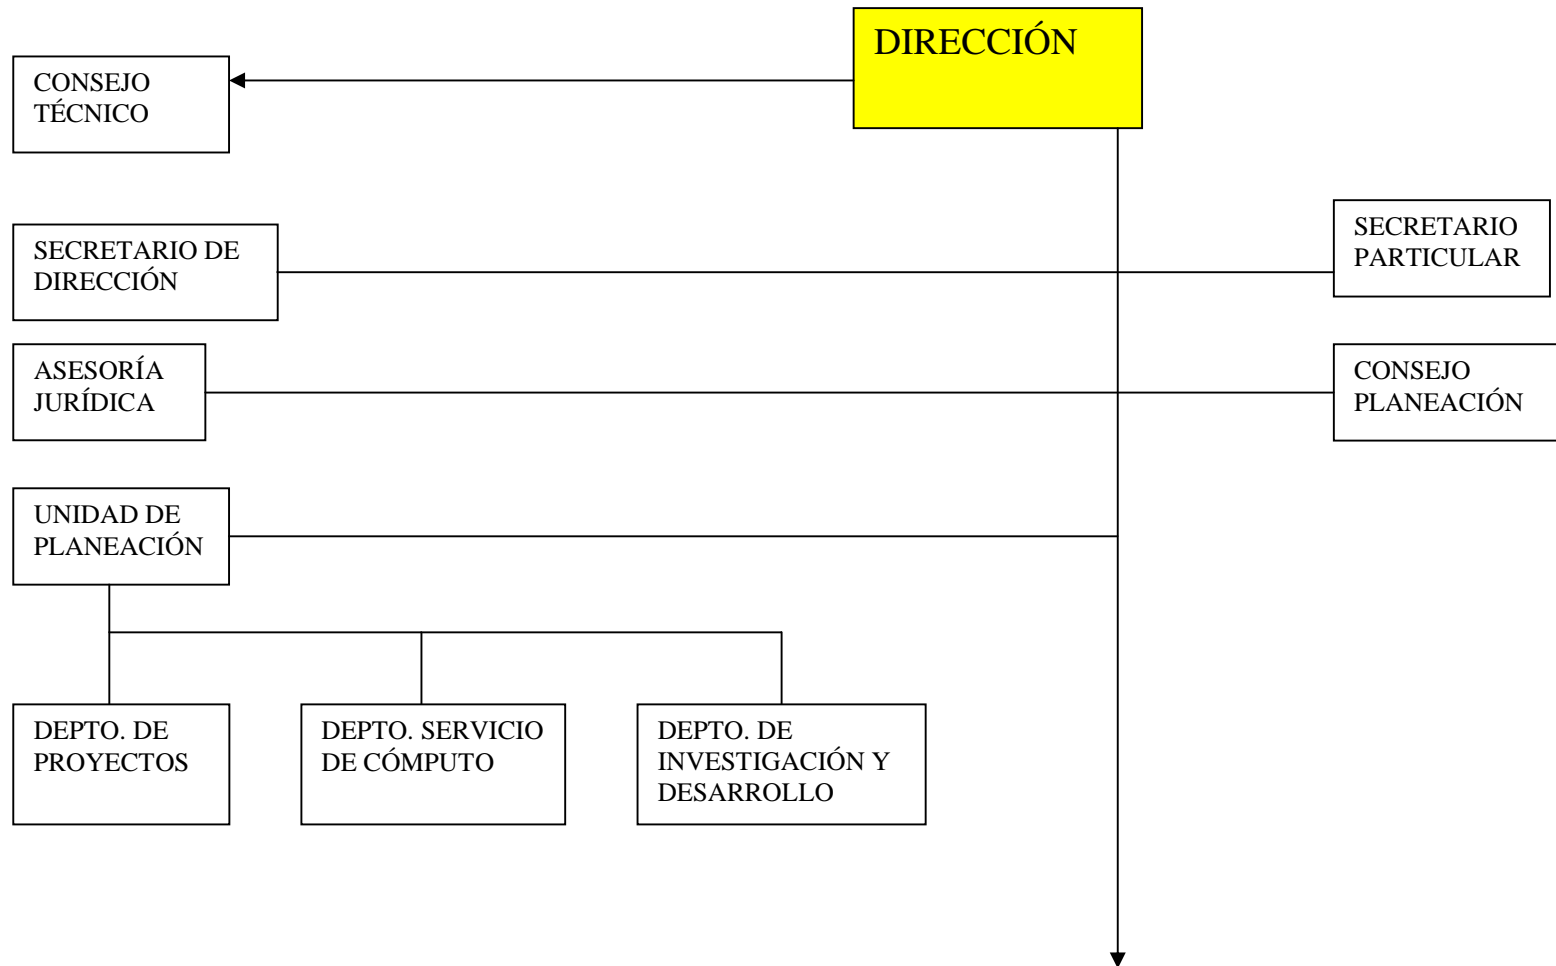 DIRECCIÓN
CONSEJO
TÉCNICO
SECRETARIO DE
DIRECCIÓN
SECRETARIO
PARTICULAR
ASESORÍA
JURÍDICA
CONSEJO
PLANEACIÓN
UNIDAD DE
PLANEACIÓN
DEPTO. DE
PROYECTOS
DEPTO. SERVICIO
DE CÓMPUTO
DEPTO. DE
INVESTIGACIÓN Y
DESARROLLO